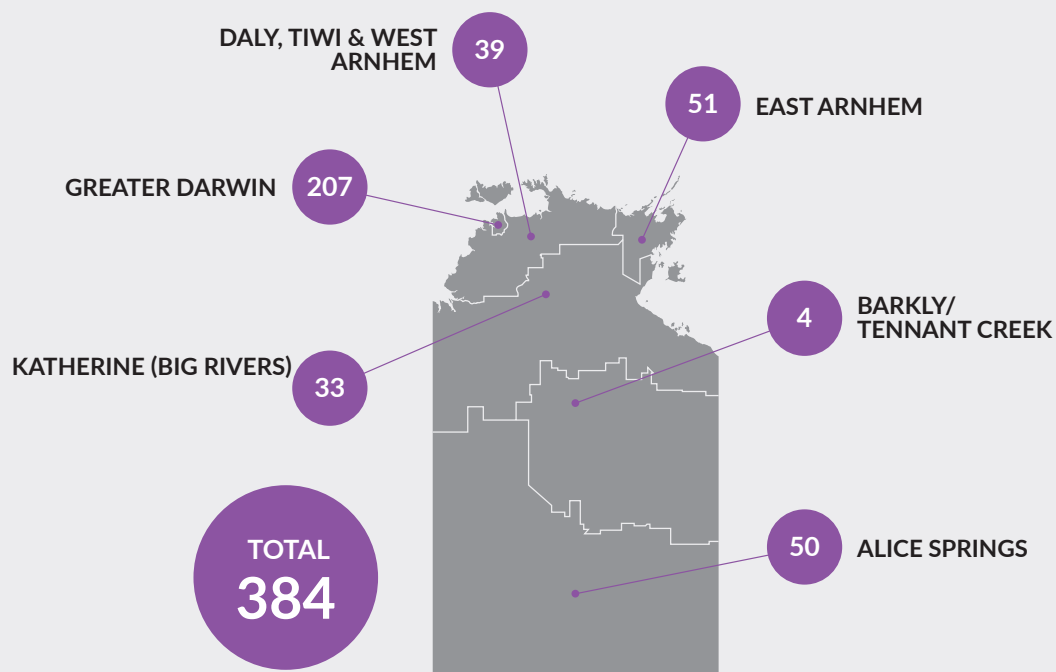 DALY, TIWI & WEST
ARNHEM
39
51
EAST ARNHEM
GREATER DARWIN
207
4
BARKLY/
TENNANT CREEK
KATHERINE (BIG RIVERS)
33
TOTAL
384
50
ALICE SPRINGS